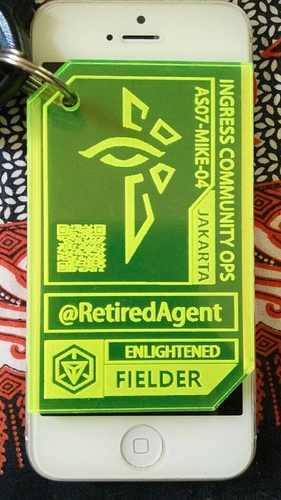 INGRESS COMMUNITY OPS
AS07-MIKE-04
JAKARTA
@RetiredAgent
ENLIGHTENED
FIELDER